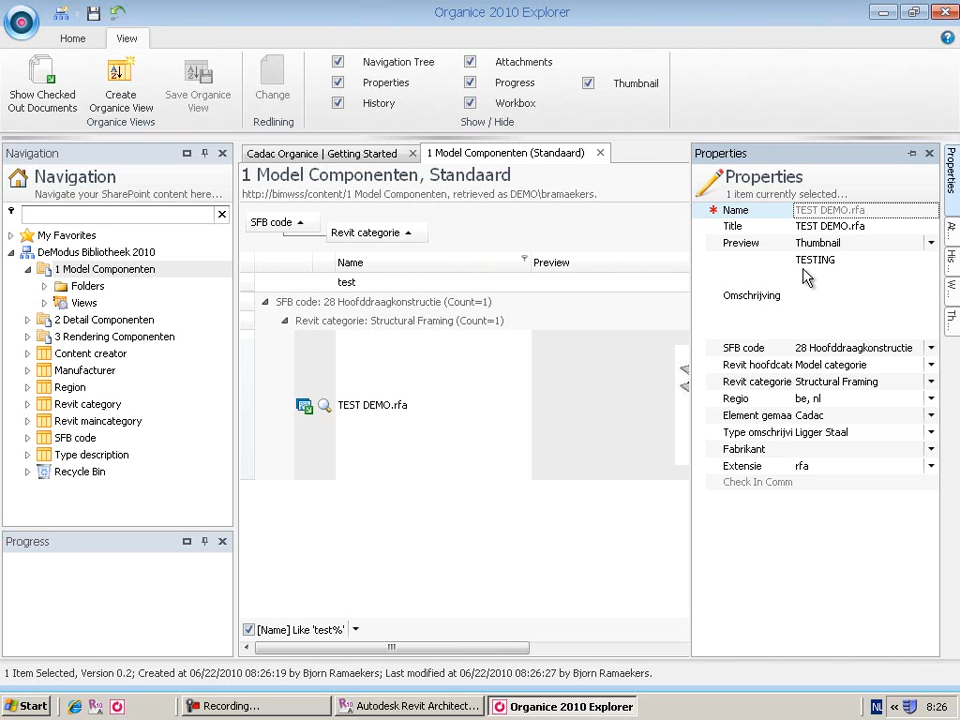 Organice 2010 Explorer
Home
View
Show Checked
Out Documents
Create
Organice View
Save Organice
View
Organice Views
Change
Redlining
Navigation Tree
Properties
History
Attachments
Progress
Workbox
Thumbnail
Show / Hide
Navigation
Navigation
Navigate your SharePoint content here...
My Favorites
DeModus Bibliotheek 2010
1 Model Componenten
Folders
Views
2 Detail Componenten
3 Rendering Componenten
Content creator
Manufacturer
Region
Revit category
Revit maincategory
SFB code
Type description
Recycle Bin
Progress
Cadac Organice | Getting Started
1 Model Componenten (Standaard)
1 Model Componenten, Standaard
http://bimwss/content/1 Model Componenten, retrieved as DEMO\bramaekers.
SFB code
Revit categorie
Name
Preview
test
SFB code: 28 Hoofddraagkonstructie (Count=1)
Revit categorie: Structural Framing (Count=1)
TEST DEMO.rfa
[Name] Like 'test%'
Properties
Properties
1 item currently selected...
Name TEST DEMO.rfa
Title TEST DEMO.rfa
Preview Thumbnail
TESTING
Omschrijving
SFB code 28 Hoofddraagkonstructie
Revit hoofdcate Model categorie
Revit categorie Structural Framing
Regio be, nl
Element gemaa Cadac
Type omschrijvi Ligger Staal
Fabrikant
Extensie rfa
Check In Comm
Properties
At...
His...
W...
Th...
1 Item Selected, Version 0.2; Created at 06/22/2010 08:26:19 by Bjorn Ramaekers; Last modified at 06/22/2010 08:26:27 by Bjorn Ramaekers.
Start
Recording...
Autodesk Revit Architect...
Organice 2010 Explorer
NL
8:26